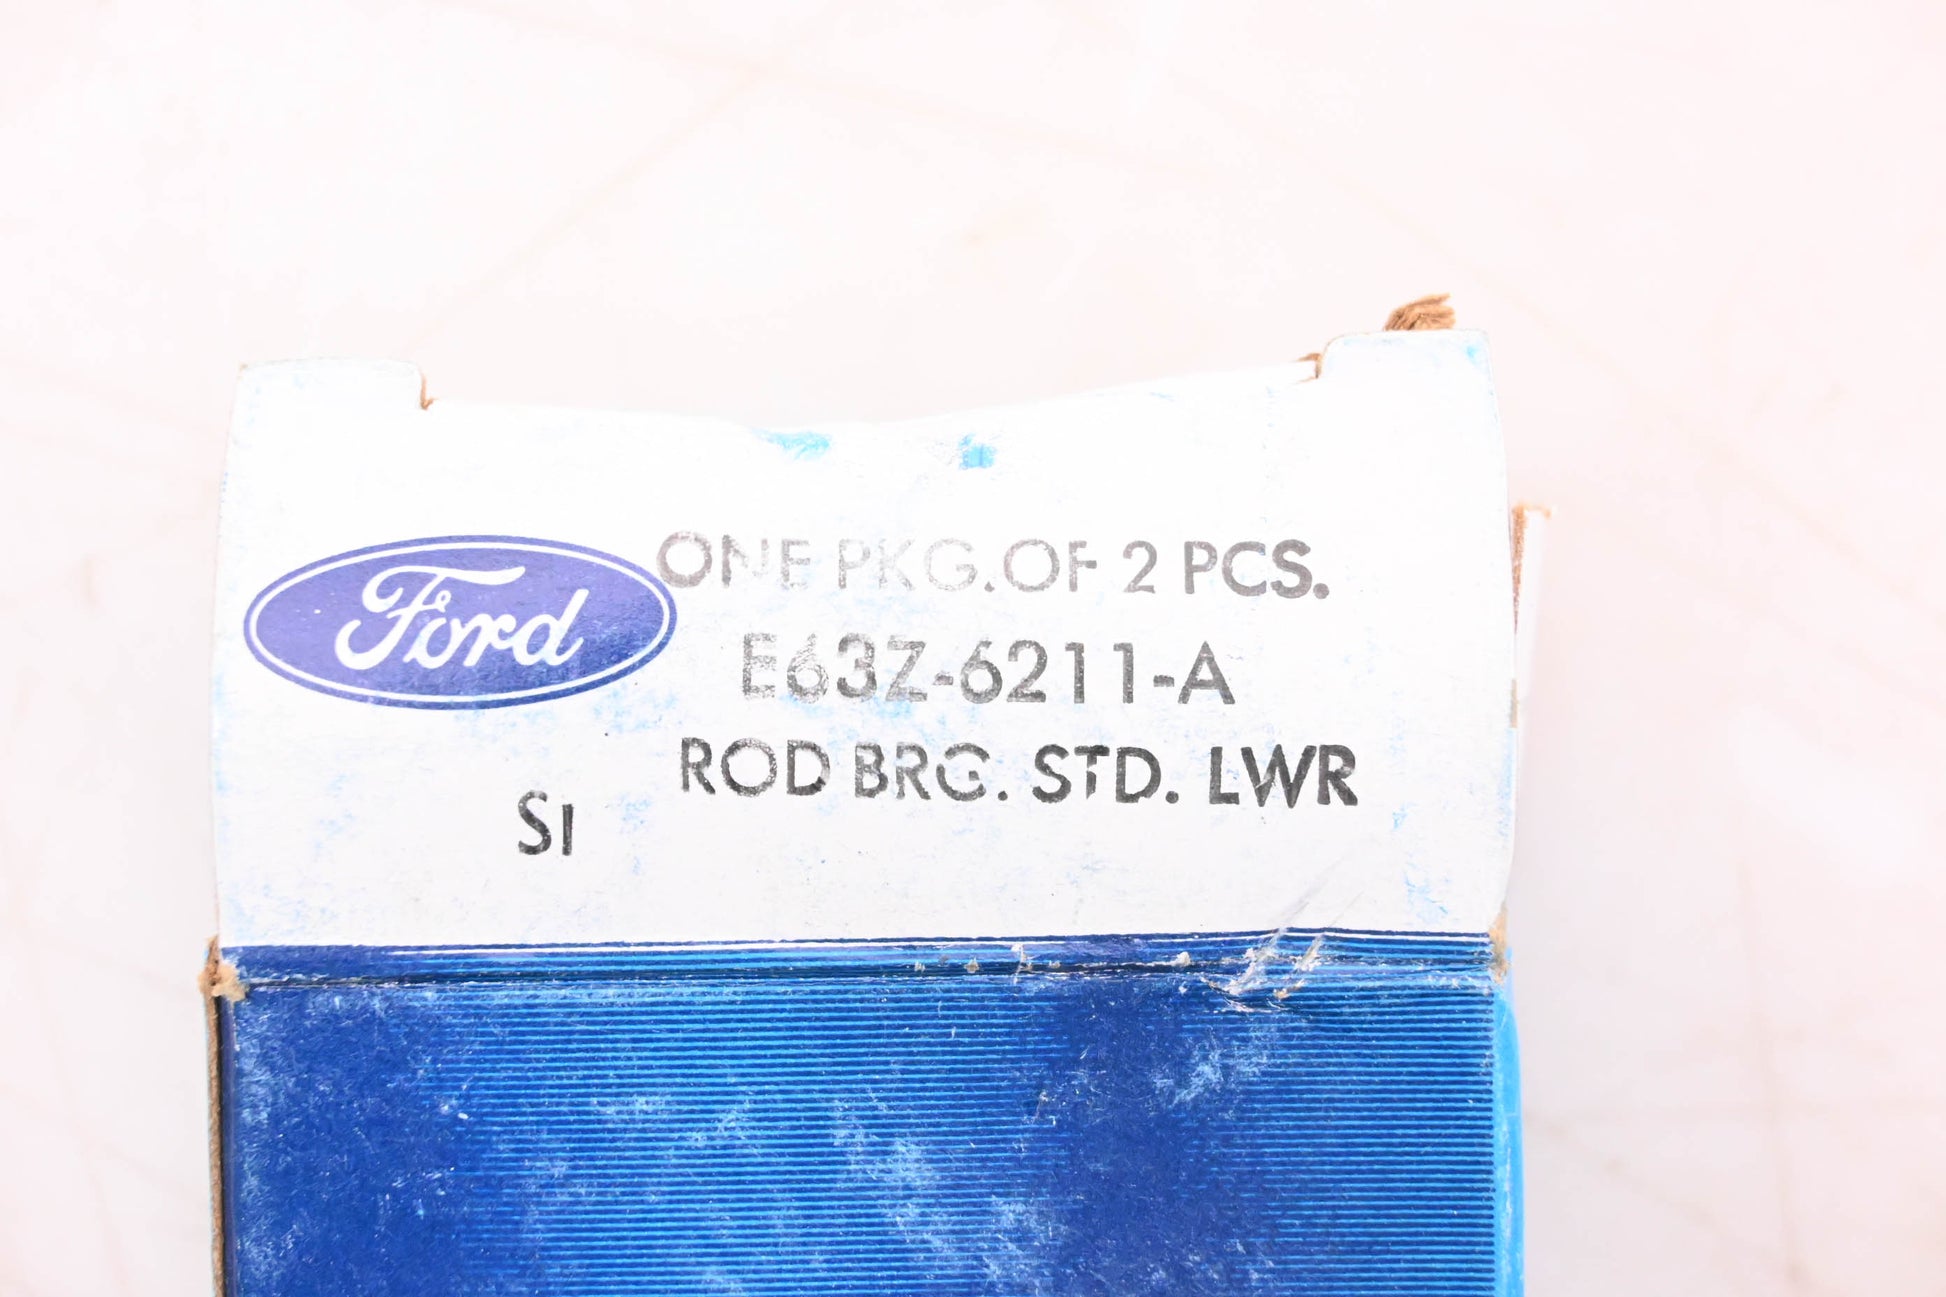 Ford
ONE PKG. OF 2 PCS.
E63Z-6211-A
ROD BRG. STD. LWR
SI